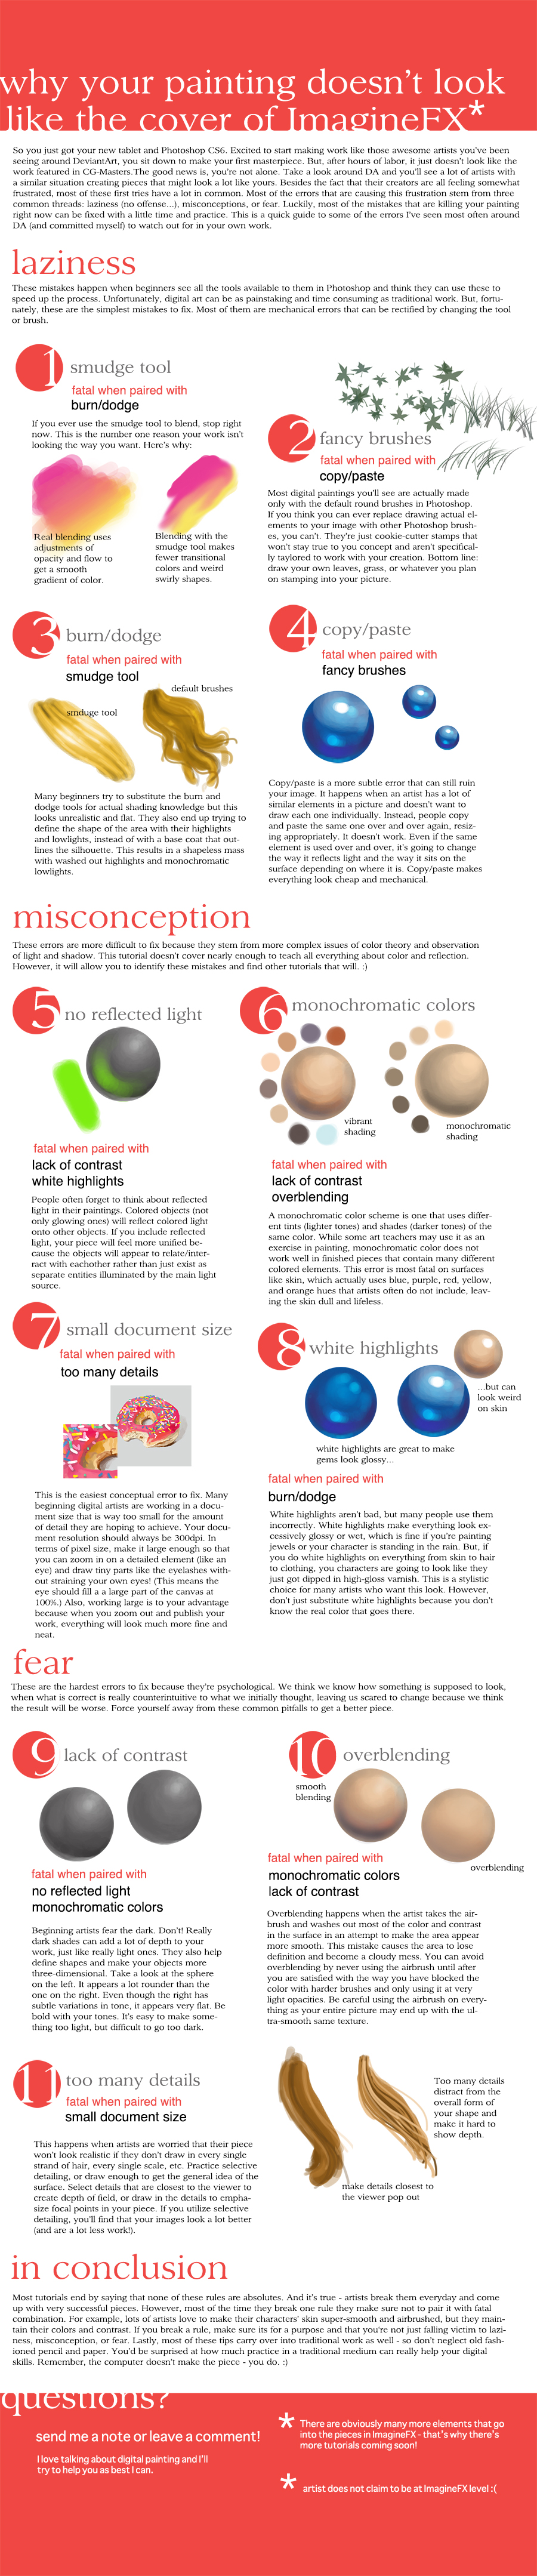 why your painting doesn't look
like the cover of ImagineFX*
So you just got your new tablet and Photoshop CS6. Excited to start making work like those awesome artists you've been
seeing around DeviantArt, you sit down to make your first masterpiece. But, after hours of labor, it just doesn't look like the
work featured in CG-Masters.The good news is, you're not alone. Take a look around DA and you'll see a lot of artists with
a similar situation creating pieces that might look a lot like yours. Besides the fact that their creators are all feeling somewhat
frustrated, most of these first tries have a lot in common. Most of the errors that are causing this frustration stem from three
common threads: laziness (no offense...), misconceptions, or fear. Luckily, most of the mistakes that are killing your painting
right now can be fixed with a little time and practice. This is a quick guide to some of the errors I've seen most often around
DA (and committed myself) to watch out for in your own work.
laziness
These mistakes happen when beginners see all the tools available to them in Photoshop and think they can use these to
speed up the process. Unfortunately, digital art can be as painstaking and time consuming as traditional work. But, fortu-
nately, these are the simplest mistakes to fix. Most of them are mechanical errors that can be rectified by changing the tool
or brush.
1 smudge tool
fatal when paired with
burn/dodge
If you ever use the smudge tool to blend, stop right
now. This is the number one reason your work isn't
looking the way you want. Here's why:
Real blending uses
adjustments of
opacity and flow to
get a smooth
gradient of color.
Blending with the
smudge tool makes
fewer transitional
colors and weird
swirly shapes.
2 fancy brushes
fatal when paired with
copy/paste
Most digital paintings you'll see are actually made
only with the default round brushes in Photoshop.
If you think you can ever replace drawing actual el-
ements to your image with other Photoshop brush-
es, you can't. They're just cookie-cutter stamps that
won't stay true to you concept and aren't specifical-
ly taylored to work with your creation. Bottom line:
draw your own leaves, grass, or whatever you plan
on stamping into your picture.
3 burn/dodge
fatal when paired with
smudge tool
default brushes
smduge tool
Many beginners try to substitute the burn and
dodge tools for actual shading knowledge but this
looks unrealistic and flat. They also end up trying to
define the shape of the area with their highlights
and lowlights, instead of with a base coat that out-
lines the silhouette. This results in a shapeless mass
with washed out highlights and monochromatic
lowlights.
4 copy/paste
fatal when paired with
fancy brushes
Copy/paste is a more subtle error that can still ruin
your image. It happens when an artist has a lot of
similar elements in a picture and doesn't want to
draw each one individually. Instead, people copy
and paste the same one over and over again, resiz-
ing appropriately. It doesn't work. Even if the same
element is used over and over, it's going to change
the way it reflects light and the way it sits on the
surface depending on where it is. Copy/paste makes
everything look cheap and mechanical.
misconception
These errors are more difficult to fix because they stem from more complex issues of color theory and observation
of light and shadow. This tutorial doesn't cover nearly enough to teach all everything about color and reflection.
However, it will allow you to identify these mistakes and find other tutorials that will. :)
5 no reflected light
fatal when paired with
lack of contrast
white highlights
People often forget to think about reflected
light in their paintings. Colored objects (not
only glowing ones) will reflect colored light
onto other objects. If you include reflected
light, your piece will feel more unified be-
cause the objects will appear to relate/inter-
ract with eachother rather than just exist as
separate entities illuminated by the main light
source.
6 monochromatic colors
vibrant
shading
monochromatic
shading
fatal when paired with
lack of contrast
overblending
A monochromatic color scheme is one that uses differ-
ent tints (lighter tones) and shades (darker tones) of the
same color. While some art teachers may use it as an
exercise in painting, monochromatic color does not
work well in finished pieces that contain many different
colored elements. This error is most fatal on surfaces
like skin, which actually uses blue, purple, red, yellow,
and orange hues that artists often do not include, leav-
ing the skin dull and lifeless.
7 small document size
fatal when paired with
too many details
This is the easiest conceptual error to fix. Many
beginning digital artists are working in a docu-
ment size that is way too small for the amount
of detail they are hoping to achieve. Your docu-
ment resolution should always be 300dpi. In
terms of pixel size, make it large enough so that
you can zoom in on a detailed element (like an
eye) and draw tiny parts like the eyelashes with-
out straining your own eyes! (This means the
eye should fill a large part of the canvas at
100%.) Also, working large is to your advantage
because when you zoom out and publish your
work, everything will look much more fine and
neat.
8 white highlights
...but can
look weird
on skin
white highlights are great to make
gems look glossy...
fatal when paired with
burn/dodge
White highlights aren't bad, but many people use them
incorrectly. White highlights make everything look ex-
cessively glossy or wet, which is fine if you're painting
jewels or your character is standing in the rain. But, if
you do white highlights on everything from skin to hair
to clothing, you characters are going to look like they
just got dipped in high-gloss varnish. This is a stylistic
choice for many artists who want this look. However,
don't just substitute white highlights because you don't
know the real color that goes there.
fear
These are the hardest errors to fix because they're psychological. We think we know how something is supposed to look,
when what is correct is really counterintuitive to what we initially thought, leaving us scared to change because we think
the result will be worse. Force yourself away from these common pitfalls to get a better piece.
9 lack of contrast
fatal when paired with
no reflected light
monochromatic colors
Beginning artists fear the dark. Don't! Really
dark shades can add a lot of depth to your
work, just like really light ones. They also help
define shapes and make your objects more
three-dimensional. Take a look at the sphere
on the left. It appears a lot rounder than the
one on the right. Even though the right has
subtle variations in tone, it appears very flat. Be
bold with your tones. It's easy to make some-
thing too light, but difficult to go too dark.
10 overblending
smooth
blending
overblending
fatal when paired with
monochromatic colors
lack of contrast
Overblending happens when the artist takes the air-
brush and washes out most of the color and contrast
in the surface in an attempt to make the area appear
more smooth. This mistake causes the area to lose
definition and become a cloudy mess. You can avoid
overblending by never using the airbrush until after
you are satisfied with the way you have blocked the
color with harder brushes and only using it at very
light opacities. Be careful using the airbrush on every-
thing as your entire picture may end up with the ul-
tra-smooth same texture.
11 too many details
fatal when paired with
small document size
This happens when artists are worried that their piece
won't look realistic if they don't draw in every single
strand of hair, every single scale, etc. Practice selective
detailing, or draw enough to get the general idea of the
surface. Select details that are closest to the viewer to
create depth of field, or draw in the details to empha-
size focal points in your piece. If you utilize selective
detailing, you'll find that your images look a lot better
(and are a lot less work!).
Too many details
distract from the
overall form of
your shape and
make it hard to
show depth.
make details closest to
the viewer pop out
in conclusion
Most tutorials end by saying that none of these rules are absolutes. And it's true - artists break them everyday and come
up with very successful pieces. However, most of the time they break one rule they make sure not to pair it with fatal
combination. For example, lots of artists love to make their characters' skin super-smooth and airbrushed, but they main-
tain their colors and contrast. If you break a rule, make sure its for a purpose and that you're not just falling victim to lazi-
ness, misconception, or fear. Lastly, most of these tips carry over into traditional work as well - so don't neglect old fash-
ioned pencil and paper. You'd be surprised at how much practice in a traditional medium can really help your digital
skills. Remember, the computer doesn't make the piece - you do. :)
questions?
send me a note or leave a comment!
I love talking about digital painting and I'll
try to help you as best I can.
* There are obviously many more elements that go
into the pieces in ImagineFX - that's why there's
more tutorials coming soon!
* artist does not claim to be at ImagineFX level :(